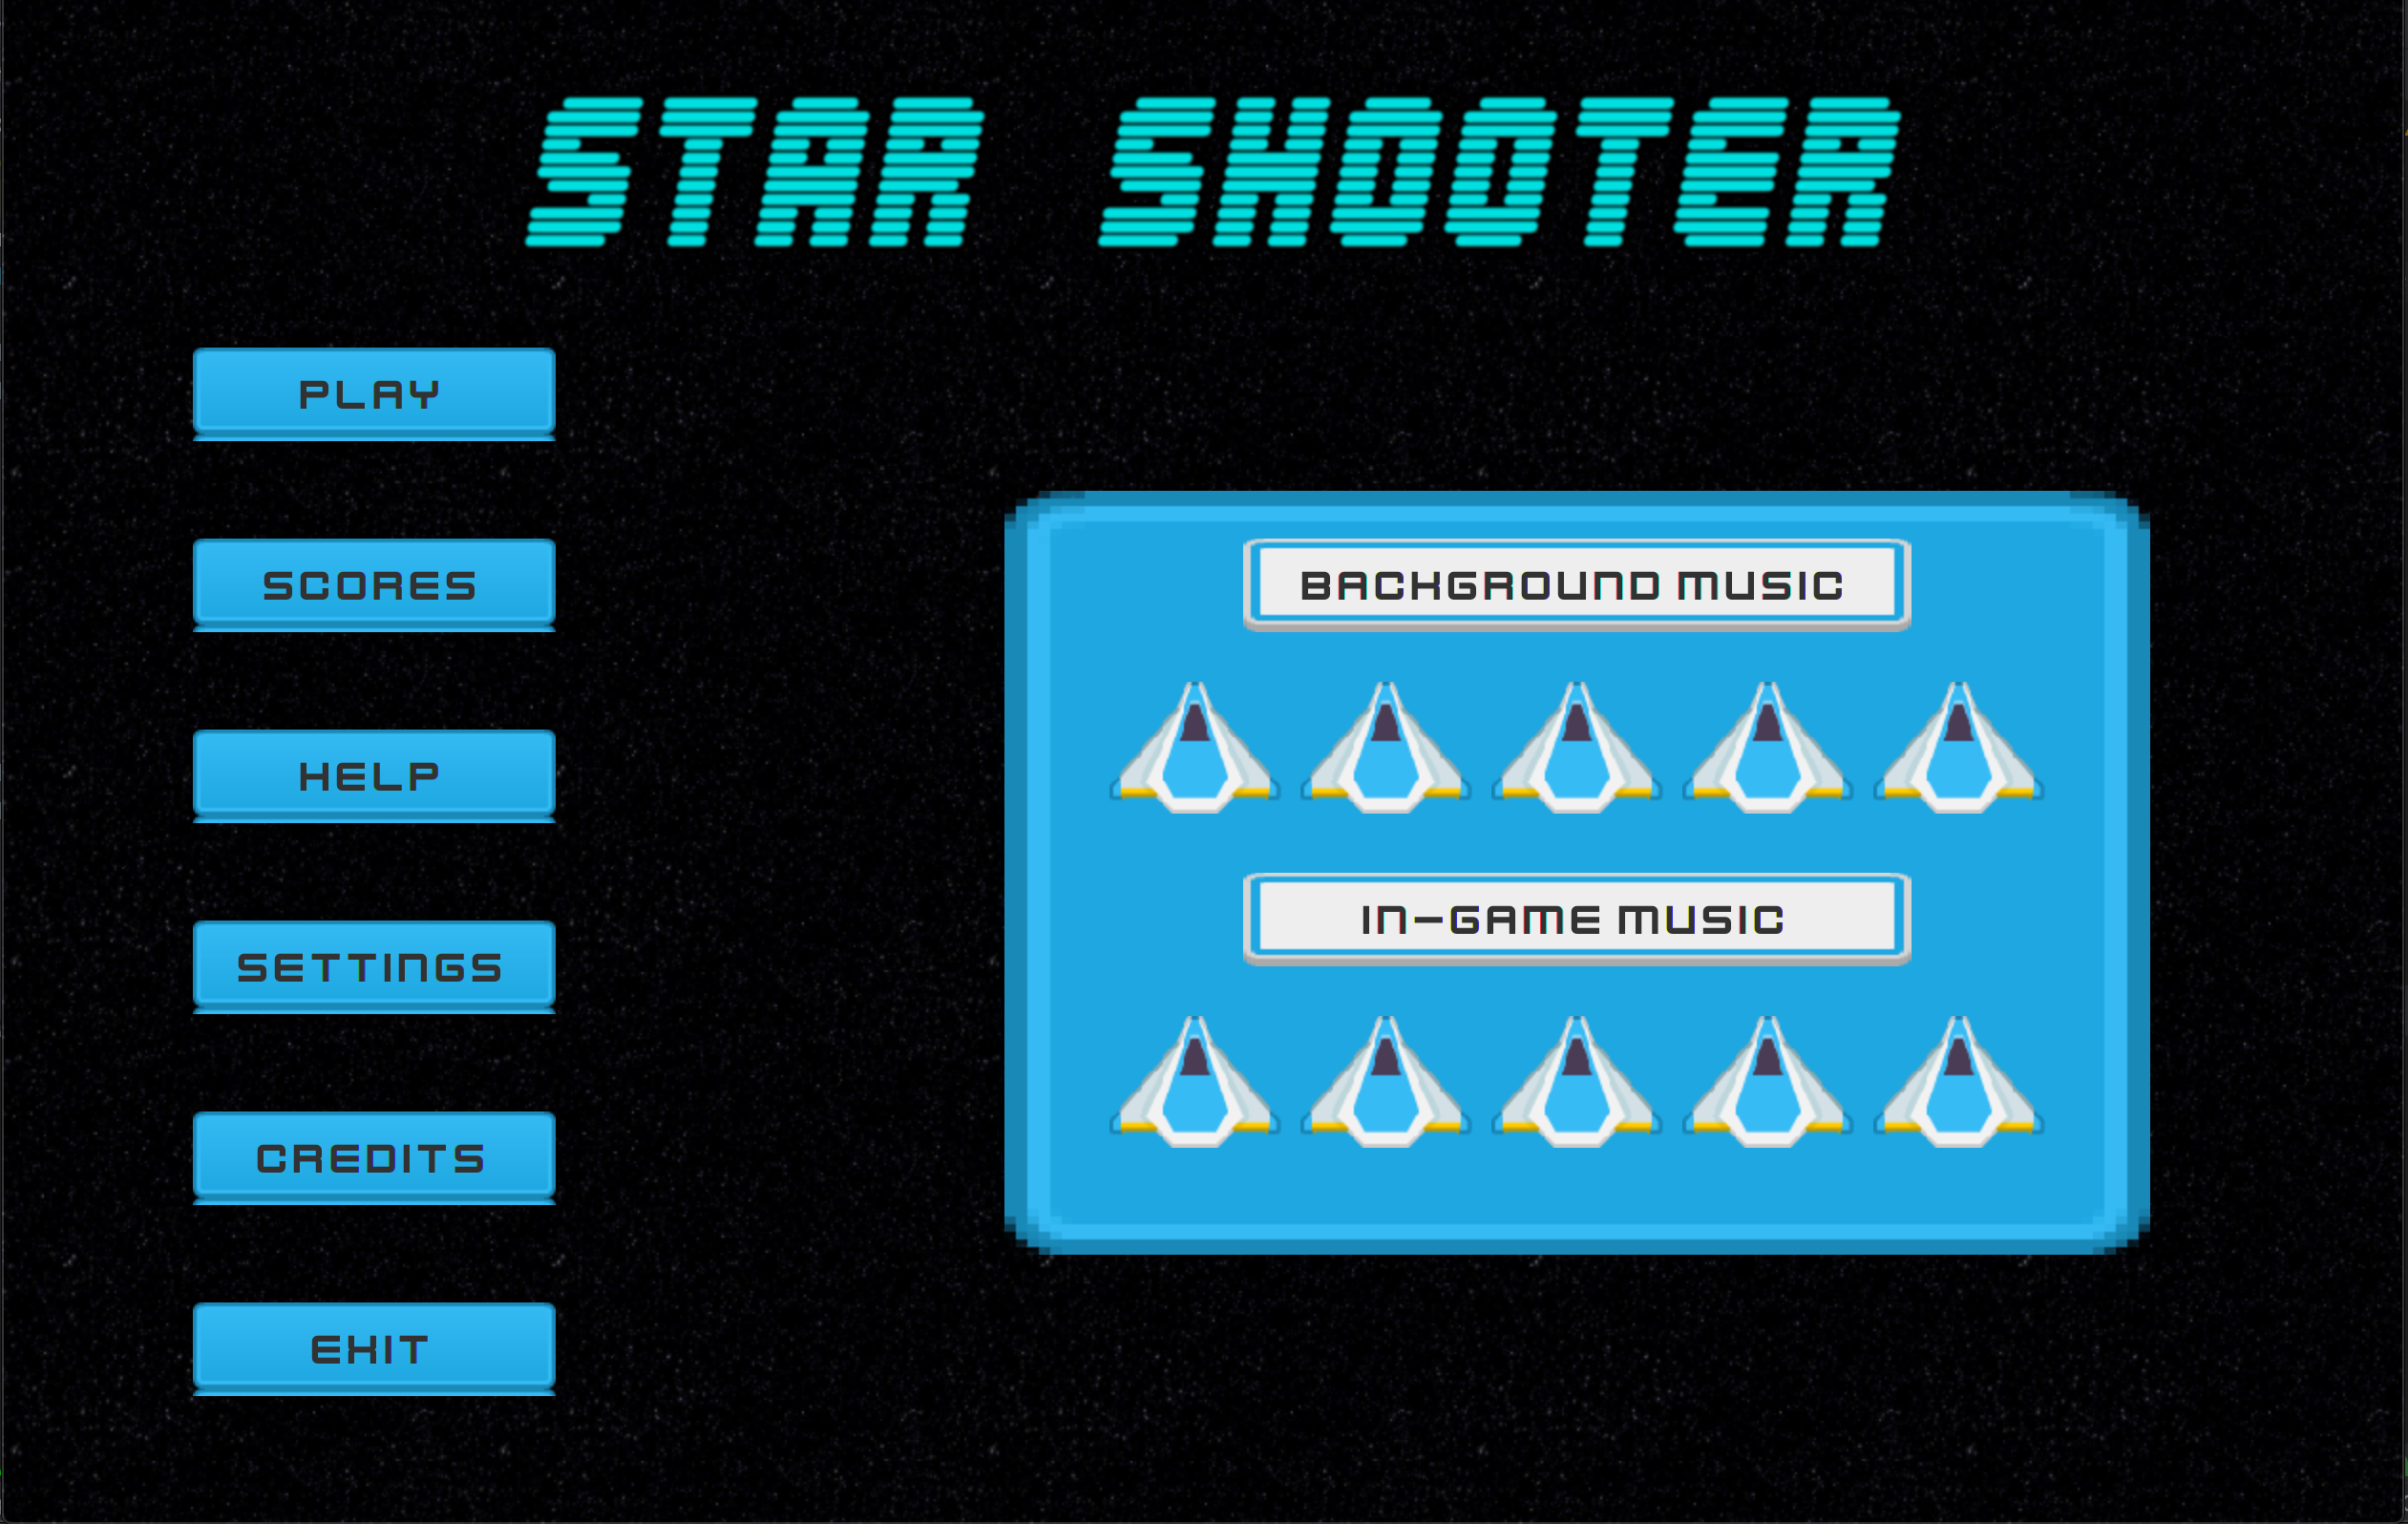 STAR SHOOTER
PLAY
SCORES
HELP
SETTINGS
CREDITS
EXIT
BACKGROUND MUSIC
IN-GAME MUSIC